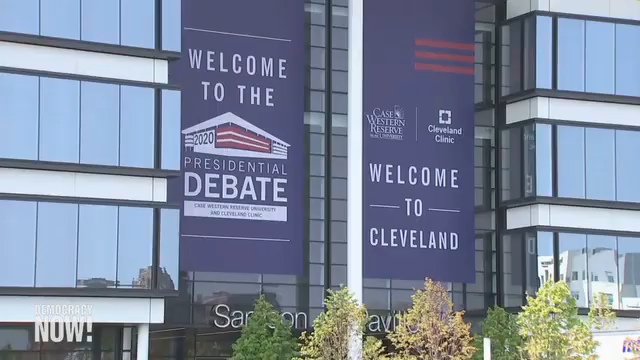 WELCOME
TO THE
2020
PRESIDENTIAL
DEBATE
CASE WESTERN RESERVE UNIVERSITY
AND CLEVELAND CLINIC
CASE
WESTERN
RESERVE
UNIVERSITY
Cleveland
Clinic
WELCOME
TO
CLEVELAND
DEMOCRACY
NOW!